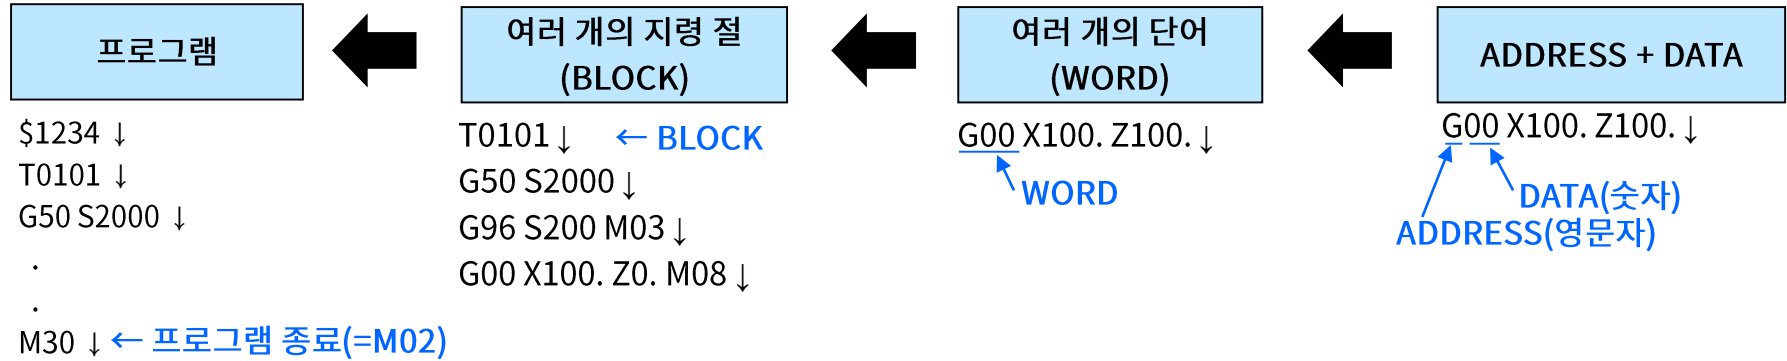 프로그램
$1234 ↓
T0101 ↓
G50 S2000 ↓
.
.
M30 ↓ ← 프로그램 종료(=M02)
여러 개의 지령 절
(BLOCK)
T0101↓ ← BLOCK
G50 S2000↓
G96 S200 M03↓
G00 X100. Z0. M08↓
여러 개의 단어
(WORD)
G00 X100. Z100.↓
WORD
ADDRESS + DATA
G00 X100. Z100.↓
DATA(숫자)
ADDRESS(영문자)